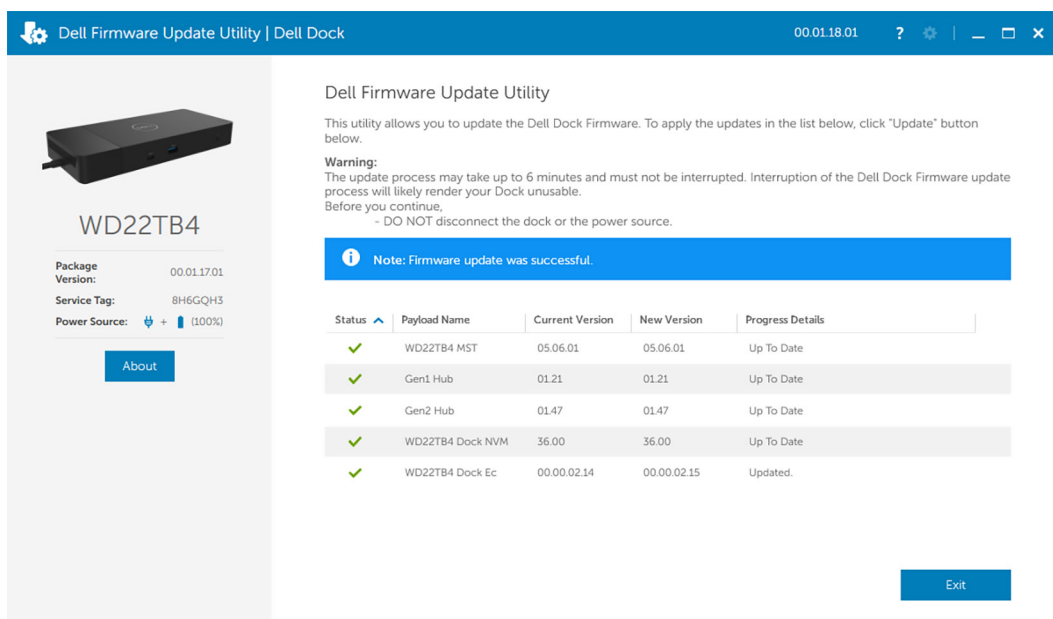 Dell Firmware Update Utility | Dell Dock
00.01.18.01
?
WD22TB4
Package Version: 00.01.17.01
Service Tag: 8H6GQH3
Power Source: + (100%)
About
Dell Firmware Update Utility
This utility allows you to update the Dell Dock Firmware. To apply the updates in the list below, click "Update" button
below.
Warning:
The update process may take up to 6 minutes and must not be interrupted. Interruption of the Dell Dock Firmware update
process will likely render your Dock unusable.
Before you continue,
- DO NOT disconnect the dock or the power source.
Note: Firmware update was successful.
Status Payload Name Current Version New Version Progress Details
WD22TB4 MST 05.06.01 05.06.01 Up To Date
Gen1 Hub 01.21 01.21 Up To Date
Gen2 Hub 01.47 01.47 Up To Date
WD22TB4 Dock NVM 36.00 36.00 Up To Date
WD22TB4 Dock Ec 00.00.02.14 00.00.02.15 Updated.
Exit